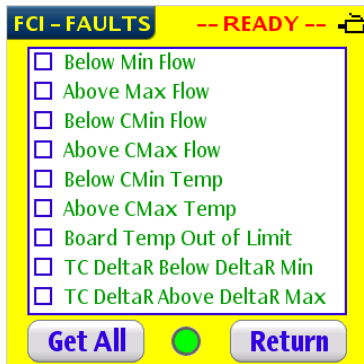 FCI – FAULTS
-- READY --
Below Min Flow
Above Max Flow
Below CMin Flow
Above CMax Flow
Below CMin Temp
Above CMax Temp
Board Temp Out of Limit
TC DeltaR Below DeltaR Min
TC DeltaR Above DeltaR Max
Get All
Return